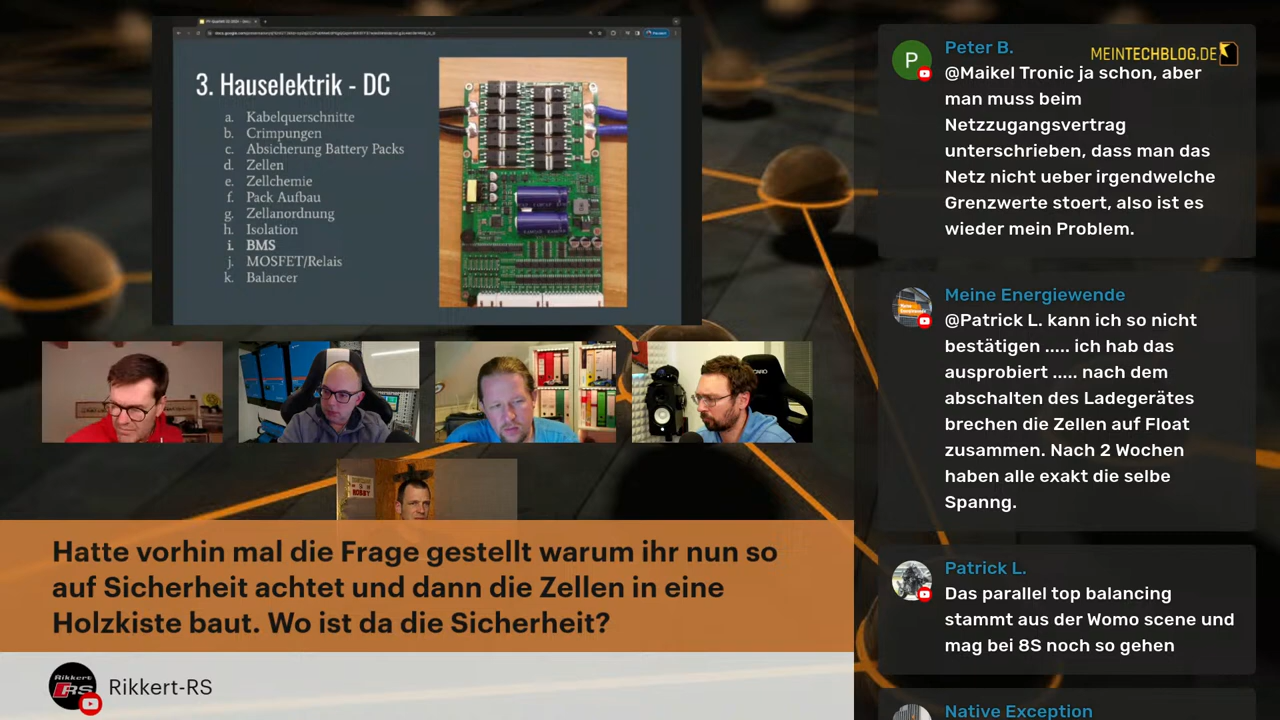 3. Hauselektrik - DC
a. Kabelquerschnitte
b. Crimpungen
c. Absicherung Battery Packs
d. Zellen
e. Zellchemie
f. Pack Aufbau
g. Zellanordnung
h. Isolation
i. BMS
j. MOSFET/Relais
k. Balancer
Hatte vorhin mal die Frage gestellt warum ihr nun so
auf Sicherheit achtet und dann die Zellen in eine
Holzkiste baut. Wo ist da die Sicherheit?
Rikkert
RS
Rikkert-RS
MEINTECHBLOG.DE
P
Peter B.
@Maikel Tronic ja schon, aber
man muss beim
Netzzugangsvertrag
unterschrieben, dass man das
Netz nicht ueber irgendwelche
Grenzwerte stoert, also ist es
wieder mein Problem.
Meine Energiewende
@Patrick L. kann ich so nicht
bestätigen ..... ich hab das
ausprobiert ..... nach dem
abschalten des Ladegerätes
brechen die Zellen auf Float
zusammen. Nach 2 Wochen
haben alle exakt die selbe
Spanng.
Patrick L.
Das parallel top balancing
stammt aus der Womo scene und
mag bei 8S noch so gehen
Native Exception